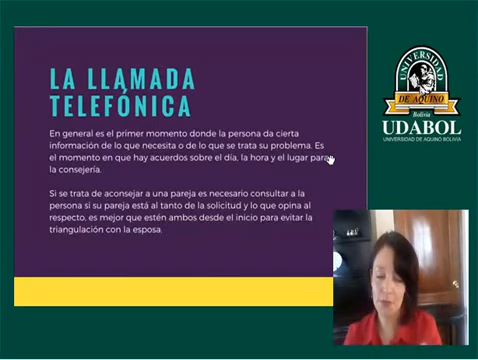 LA LLAMADA
TELEFÓNICA
En general es el primer momento donde la persona da cierta
información de lo que necesita o de lo que se trata su problema. Es
el momento en que hay acuerdos sobre el día, la hora y el lugar para
la consejería.
Si se trata de aconsejar a una pareja es necesario consultar a la
persona si su pareja está al tanto de la solicitud y lo que opina al
respecto, es mejor que estén ambos desde el inicio para evitar la
triangulación con la esposa.
UNIVERSIDAD
DE AQUINO
Bolivia
UDABOL
UNIVERSIDAD DE AQUINO BOLIVIA